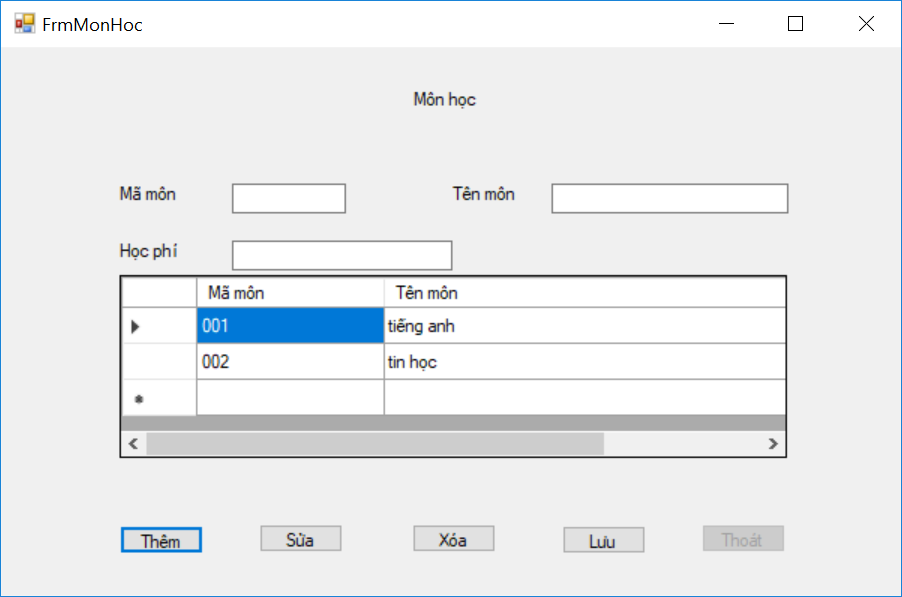 FrmMonHoc
Môn học
Mã môn Tên môn
Học phí
Mã môn Tên môn
001 tiếng anh
002 tin học
Thêm Sửa Xóa Lưu Thoát